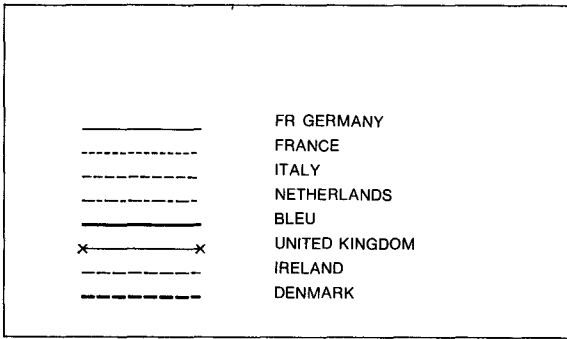 FR GERMANY
FRANCE
ITALY
NETHERLANDS
BLEU
UNITED KINGDOM
IRELAND
DENMARK